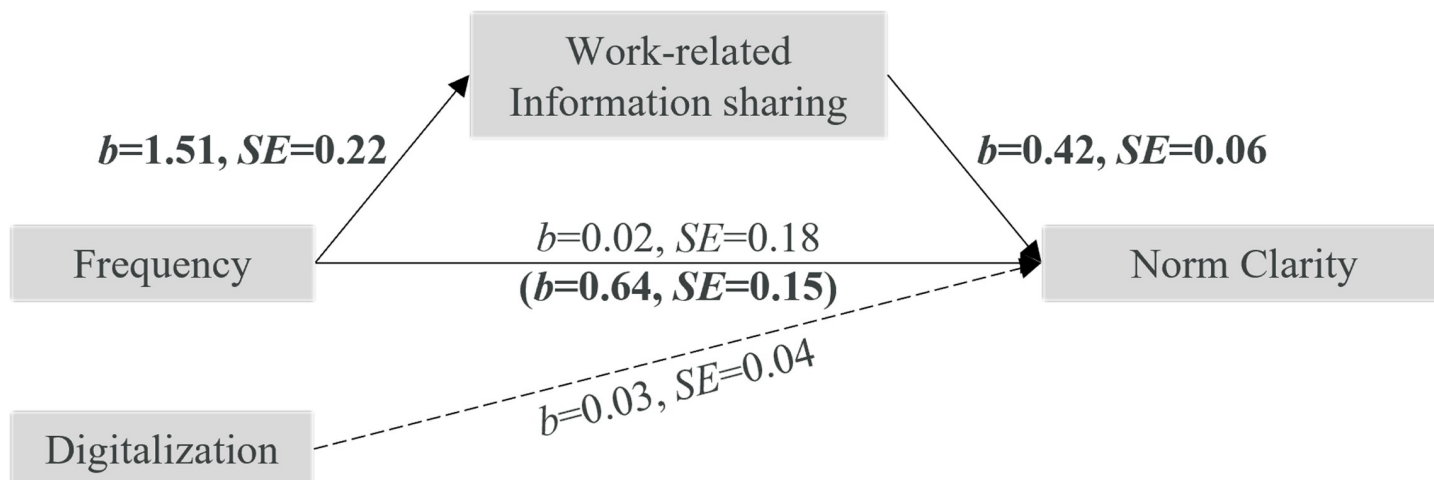 Work-related
Information sharing
b=1.51, SE=0.22
b=0.42, SE=0.06
b=0.02, SE=0.18
Frequency
Norm Clarity
(b=0.64, SE=0.15)
b=0.03, SE=0.04
Digitalization